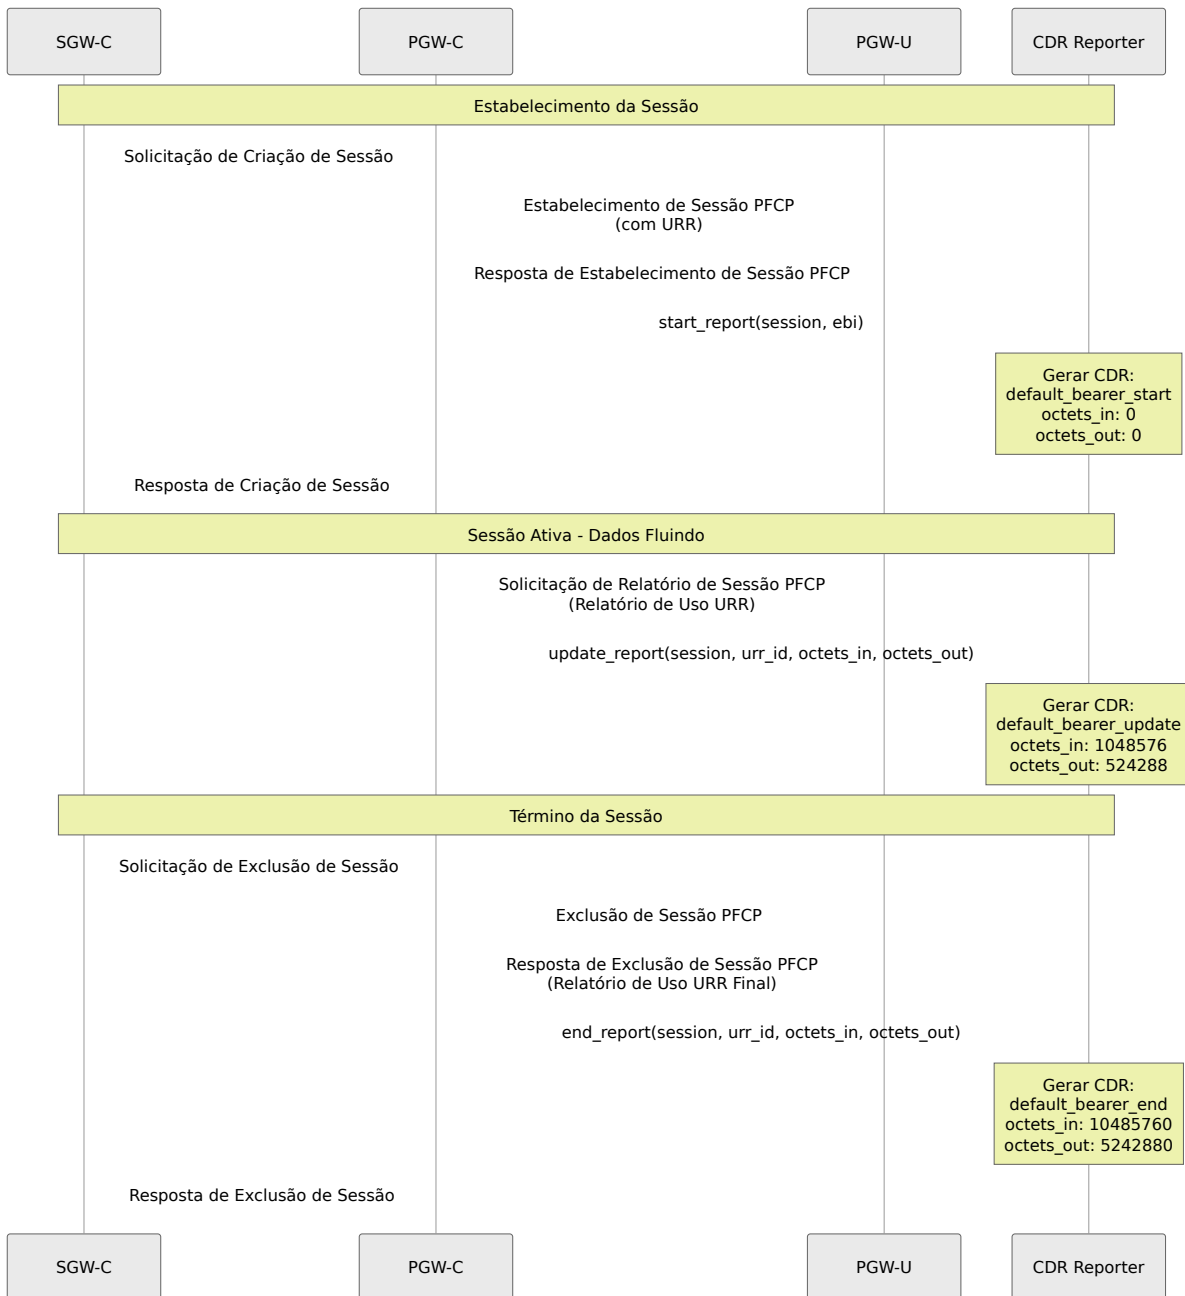 SGW-C
PGW-C
PGW-U
CDR Reporter
Estabelecimento da Sessão
Solicitação de Criação de Sessão
Estabelecimento de Sessão PFCP
(com URR)
Resposta de Estabelecimento de Sessão PFCP
start_report(session, ebi)
Gerar CDR:
default_bearer_start
octets_in: 0
octets_out: 0
Resposta de Criação de Sessão
Sessão Ativa - Dados Fluindo
Solicitação de Relatório de Sessão PFCP
(Relatório de Uso URR)
update_report(session, urr_id, octets_in, octets_out)
Gerar CDR:
default_bearer_update
octets_in: 1048576
octets_out: 524288
Término da Sessão
Solicitação de Exclusão de Sessão
Exclusão de Sessão PFCP
Resposta de Exclusão de Sessão PFCP
(Relatório de Uso URR Final)
end_report(session, urr_id, octets_in, octets_out)
Gerar CDR:
default_bearer_end
octets_in: 10485760
octets_out: 5242880
Resposta de Exclusão de Sessão
SGW-C
PGW-C
PGW-U
CDR Reporter